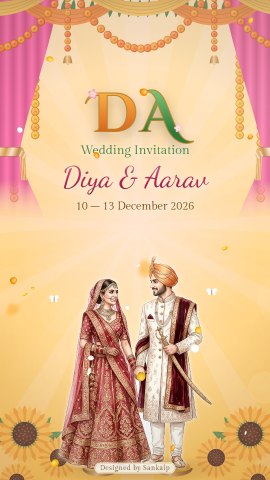 DA
Wedding Invitation
Diya & Aarav
10 — 13 December 2026
Designed by Sankalp